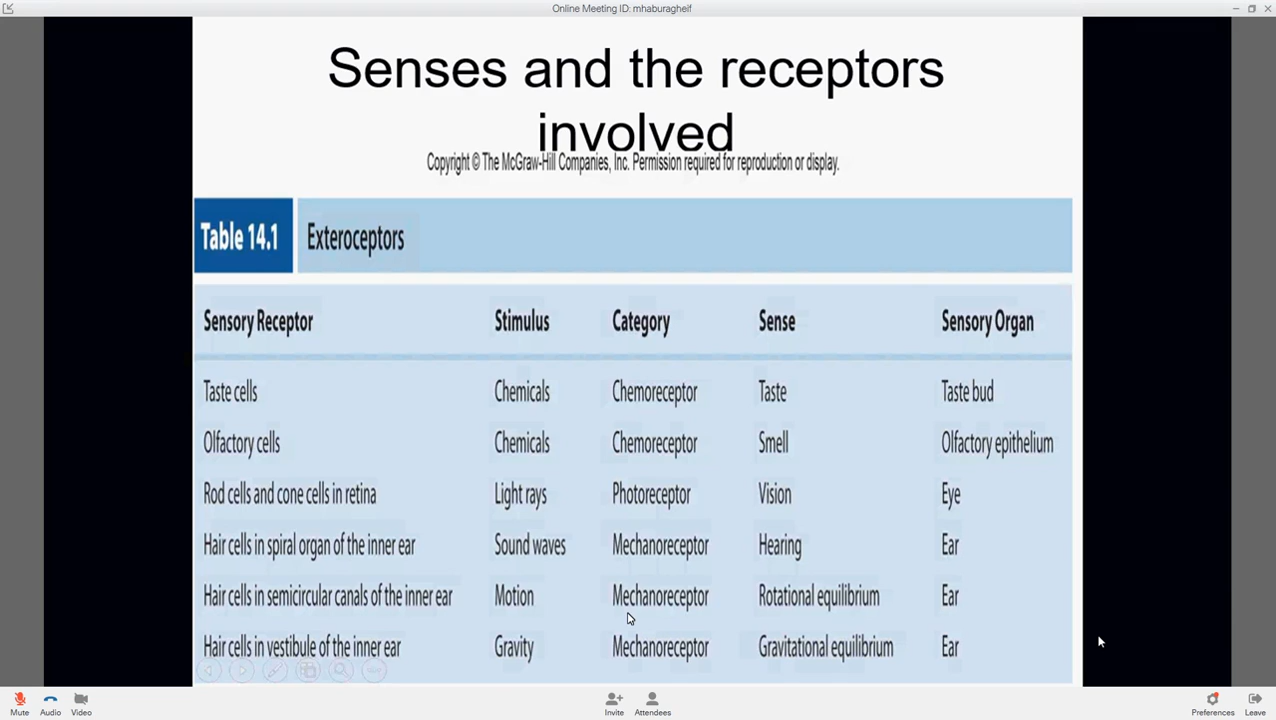 Online Meeting ID: mhaburaghelf
Senses and the receptors
involved
Copyright © The McGraw-Hill Companies, Inc. Permission required for reproduction or display.
Table 14.1 Exteroceptors
Sensory Receptor Stimulus Category Sense Sensory Organ
Taste cells Chemicals Chemoreceptor Taste Taste bud
Olfactory cells Chemicals Chemoreceptor Smell Olfactory epithelium
Rod cells and cone cells in retina Light rays Photoreceptor Vision Eye
Hair cells in spiral organ of the inner ear Sound waves Mechanoreceptor Hearing Ear
Hair cells in semicircular canals of the inner ear Motion Mechanoreceptor Rotational equilibrium Ear
Hair cells in vestibule of the inner ear Gravity Mechanoreceptor Gravitational equilibrium Ear
Mute Audio Video Invite Attendees Preferences Leave